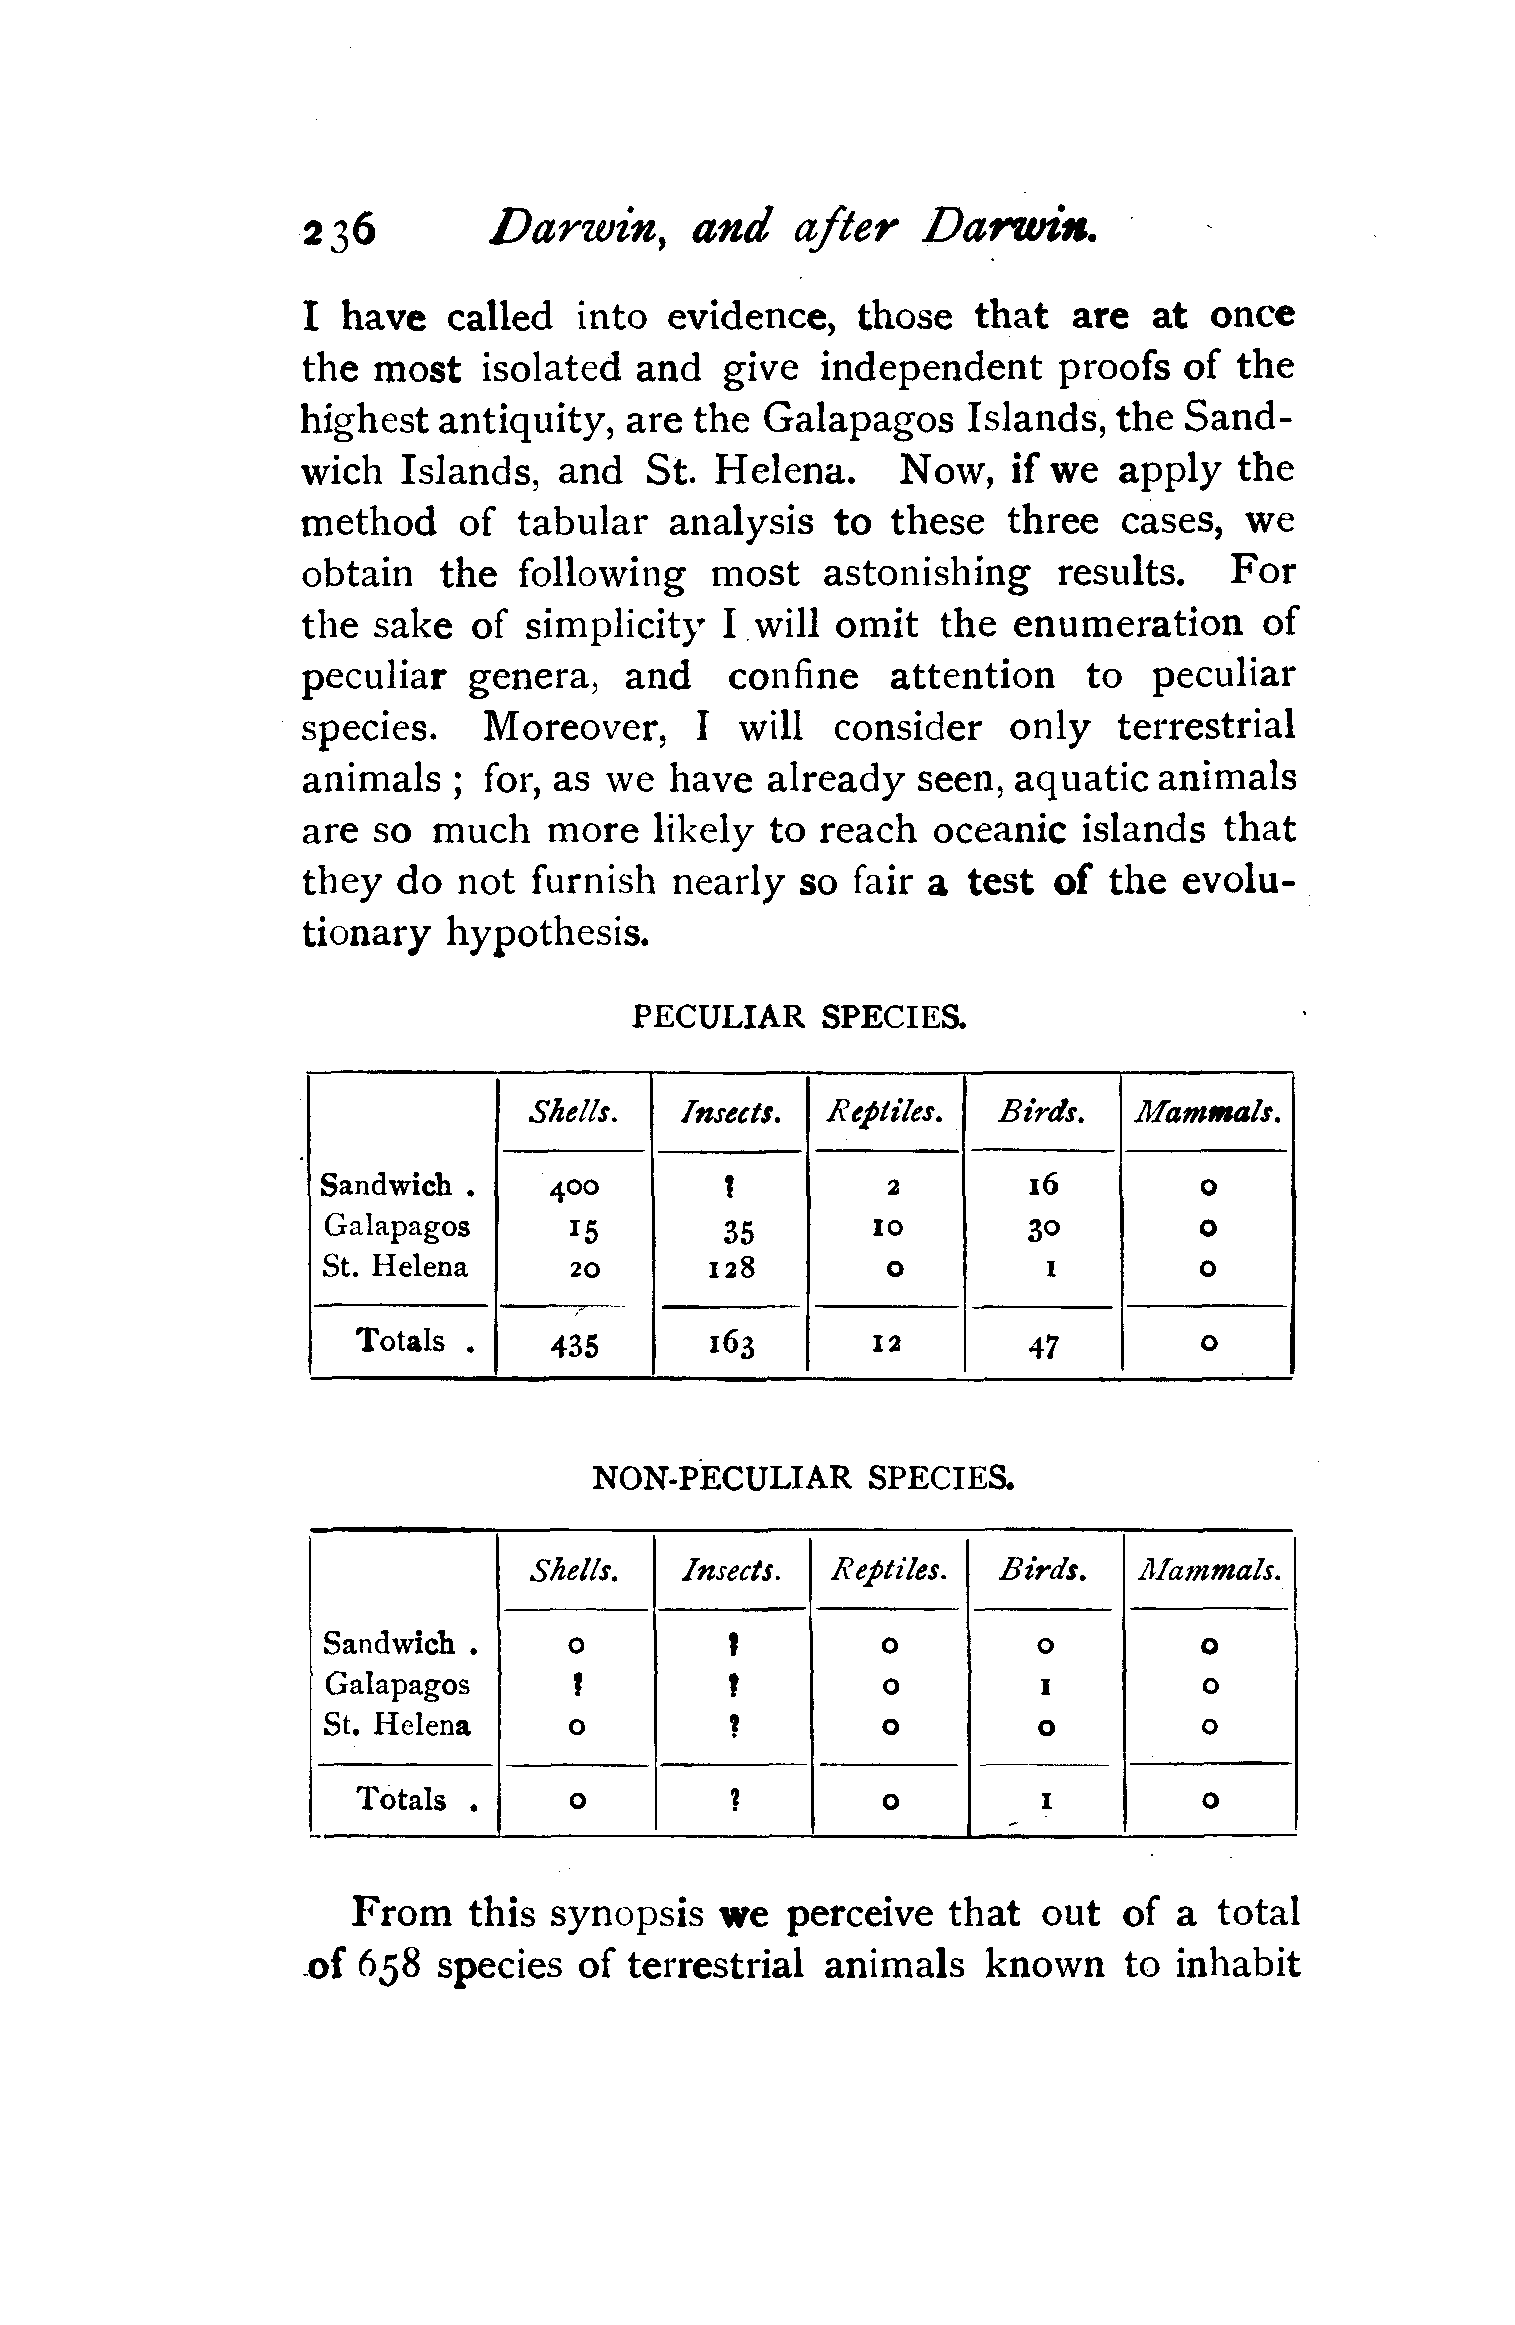 236 Darwin, and after Darwin.
I have called into evidence, those that are at once
the most isolated and give independent proofs of the
highest antiquity, are the Galapagos Islands, the Sand-
wich Islands, and St. Helena. Now, if we apply the
method of tabular analysis to these three cases, we
obtain the following most astonishing results. For
the sake of simplicity I will omit the enumeration of
peculiar genera, and confine attention to peculiar
species. Moreover, I will consider only terrestrial
animals ; for, as we have already seen, aquatic animals
are so much more likely to reach oceanic islands that
they do not furnish nearly so fair a test of the evolu-
tionary hypothesis.
PECULIAR SPECIES.
Shells. Insects. Reptiles. Birds. Mammals.
Sandwich . 400 ? 2 16 0
Galapagos 15 35 10 30 0
St. Helena 20 128 0 1 0
Totals . 435 163 12 47 0
NON-PECULIAR SPECIES.
Shells. Insects. Reptiles. Birds. Mammals.
Sandwich . 0 ? 0 0 0
Galapagos ? ? 0 1 0
St. Helena 0 ? 0 0 0
Totals . 0 ? 0 1 0
From this synopsis we perceive that out of a total
of 658 species of terrestrial animals known to inhabit